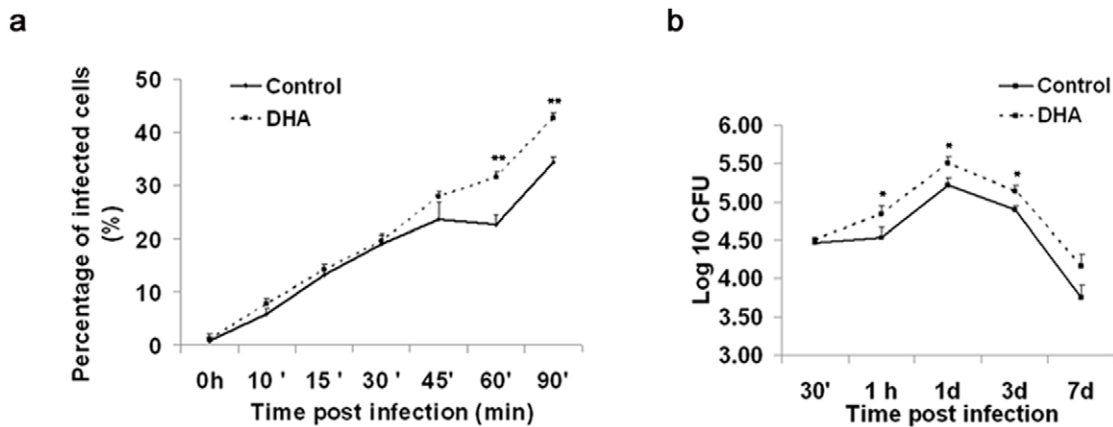 a
Control
DHA
50
40
30
20
10
0
**
**
Percentage of infected cells
(%)
0h 10 ' 15 ' 30 ' 45' 60' 90'
Time post infection (min)
b
Control
DHA
6.00
5.50
5.00
4.50
4.00
3.50
3.00
*
*
*
Log 10 CFU
30' 1 h 1d 3d 7d
Time post infection